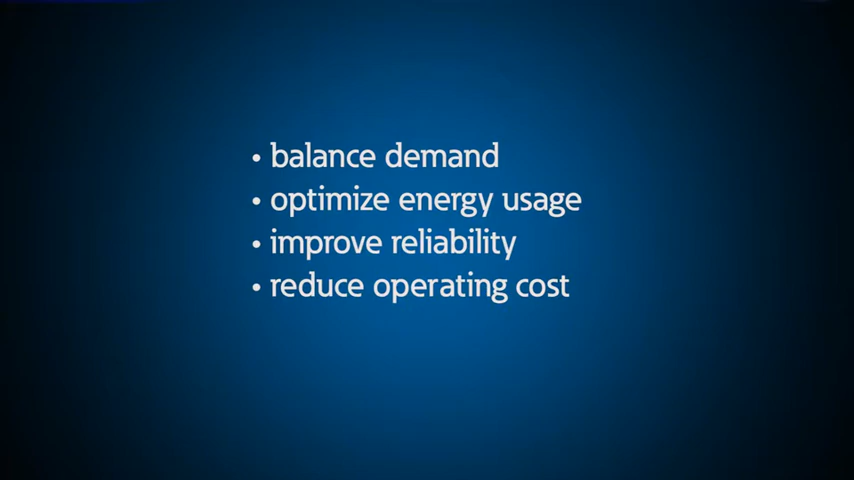 • balance demand
• optimize energy usage
• improve reliability
• reduce operating cost